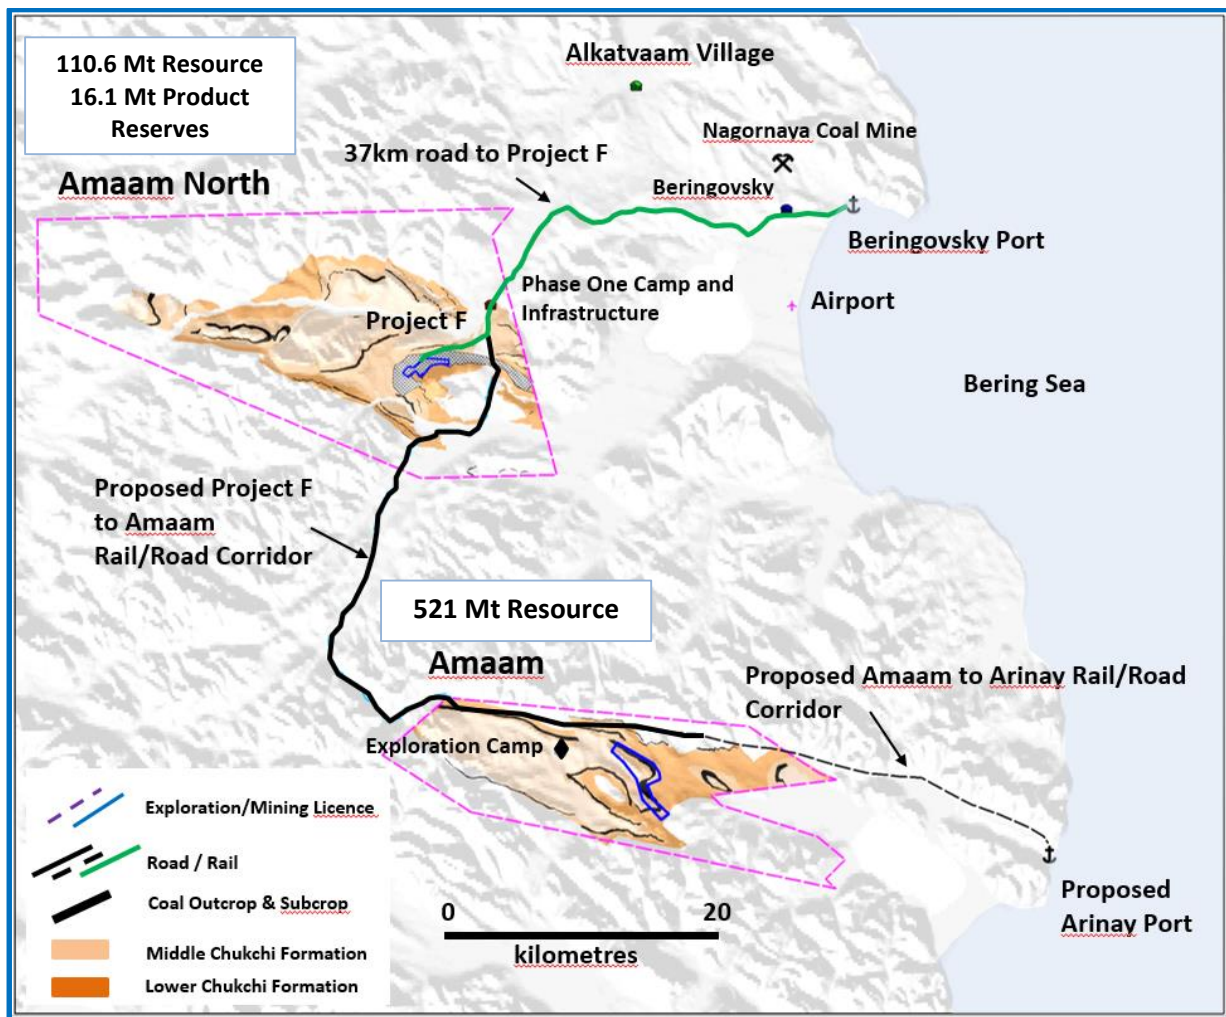 110.6 Mt Resource
16.1 Mt Product
Reserves
Alkatvaam Village
Nagornaya Coal Mine
37km road to Project F
Amaam North
Beringovsky
Beringovsky Port
Phase One Camp and
Infrastructure
Airport
Project F
Bering Sea
Proposed Project F
to Amaam
Rail/Road Corridor
521 Mt Resource
Amaam
Proposed Amaam to Arinay Rail/Road
Corridor
Exploration Camp
Exploration/Mining Licence
Road / Rail
Coal Outcrop & Subcrop
Middle Chukchi Formation
Lower Chukchi Formation
0
20
kilometres
Proposed
Arinay Port